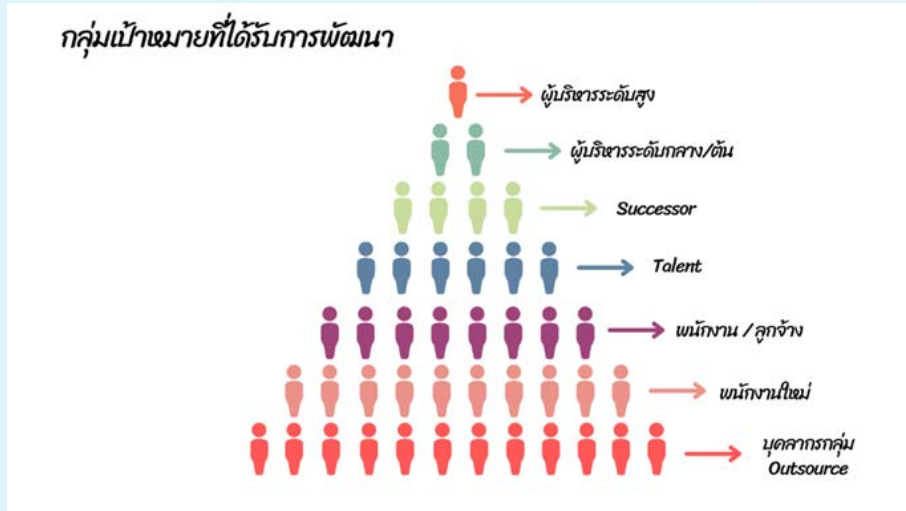 กลุ่มเป้าหมายที่ได้รับการพัฒนา
ผู้บริหารระดับสูง
ผู้บริหารระดับกลาง/ต้น
Successor
Talent
พนักงาน / ลูกจ้าง
พนักงานใหม่
บุคลากรกลุ่ม
Outsource